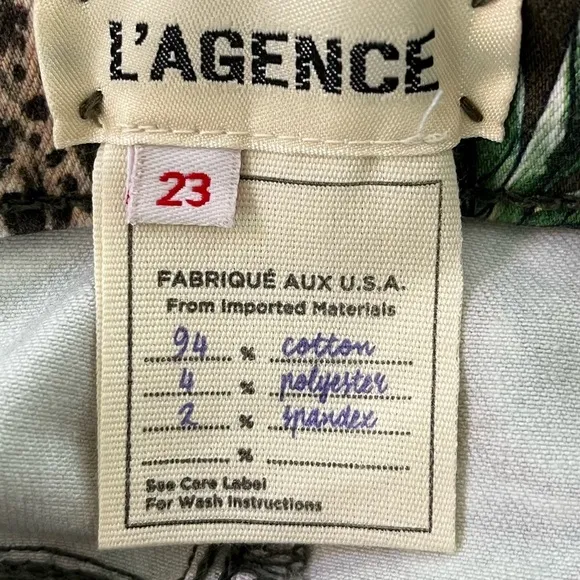 L'AGENCE
23
FABRIQUÉ AUX U.S.A.
From Imported Materials
94 % cotton
4 % polyester
2 % spandex
%
See Care Label
For Wash Instructions